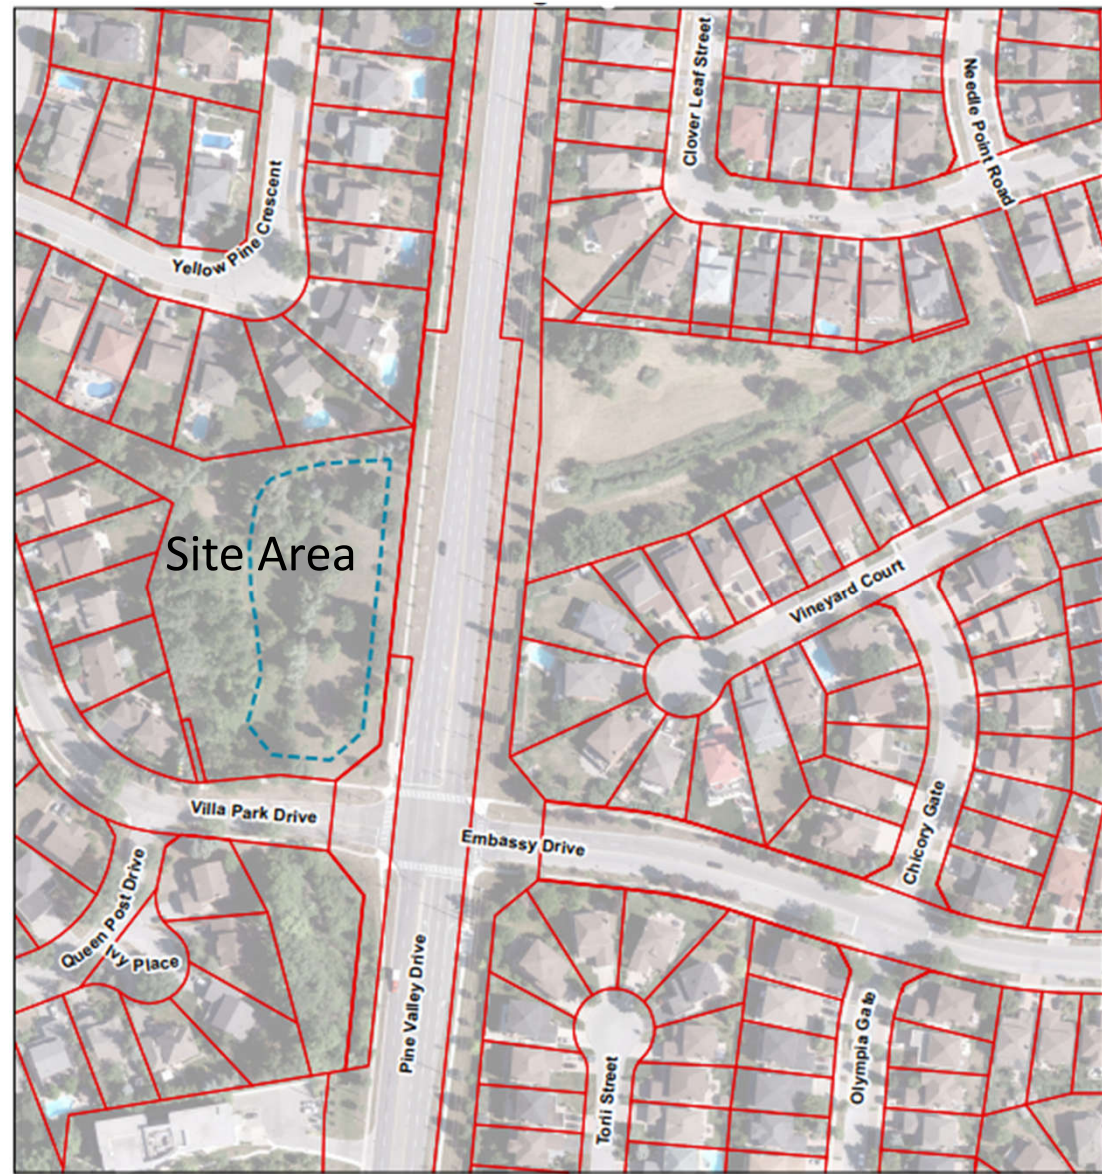 Clover Leaf Street
Needle Point Road
Yellow Pine Crescent
Site Area
Vineyard Court
Villa Park Drive
Embassy Drive
Chicory Gate
Queen Post Drive
Ivy Place
Pine Valley Drive
Olympia Gate
Torii Street